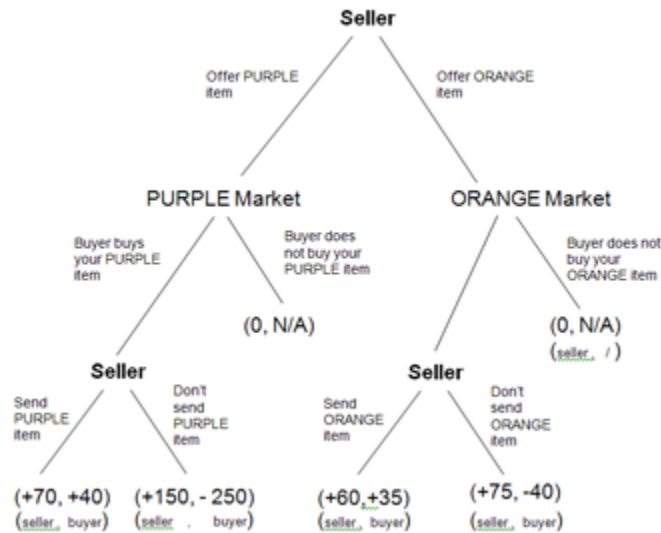 Seller
Offer PURPLE
item
Offer ORANGE
item
PURPLE Market
ORANGE Market
Buyer buys
your PURPLE
item
Buyer does
not buy your
PURPLE item
Buyer does not
buy your
ORANGE item
(0, N/A)
(0, N/A)
(seller, / )
Seller
Seller
Send
PURPLE
item
Don't
send
PURPLE
item
Send
ORANGE
item
Don't
send
ORANGE
item
(+70, +40)
(seller, buyer)
(+150, - 250)
(seller , buyer)
(+60,+35)
(seller, buyer)
(+75, -40)
(seller, buyer)